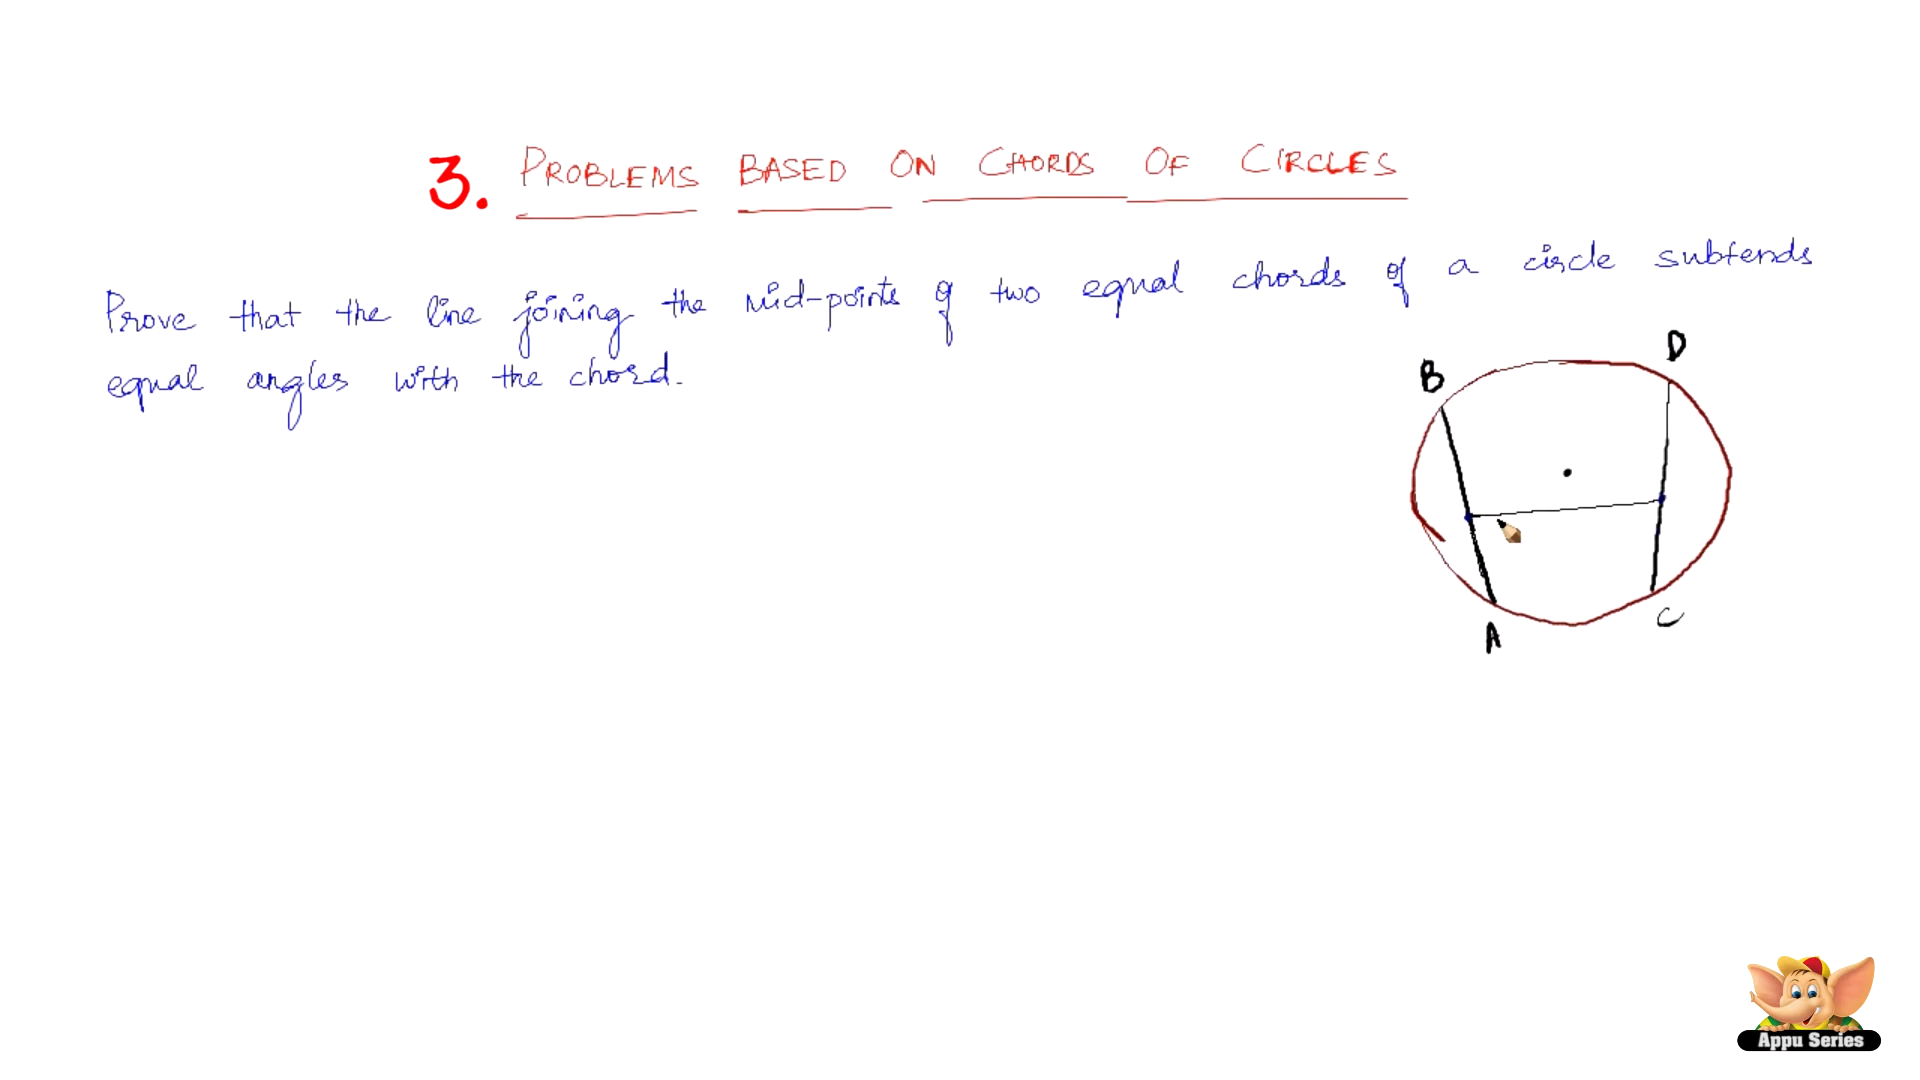 3. PROBLEMS BASED ON CHORDS OF CIRCLES
Prove that the line joining the mid-points of two equal chords of a circle subtends
equal angles with the chord.
D
B
C
A
Appu Series